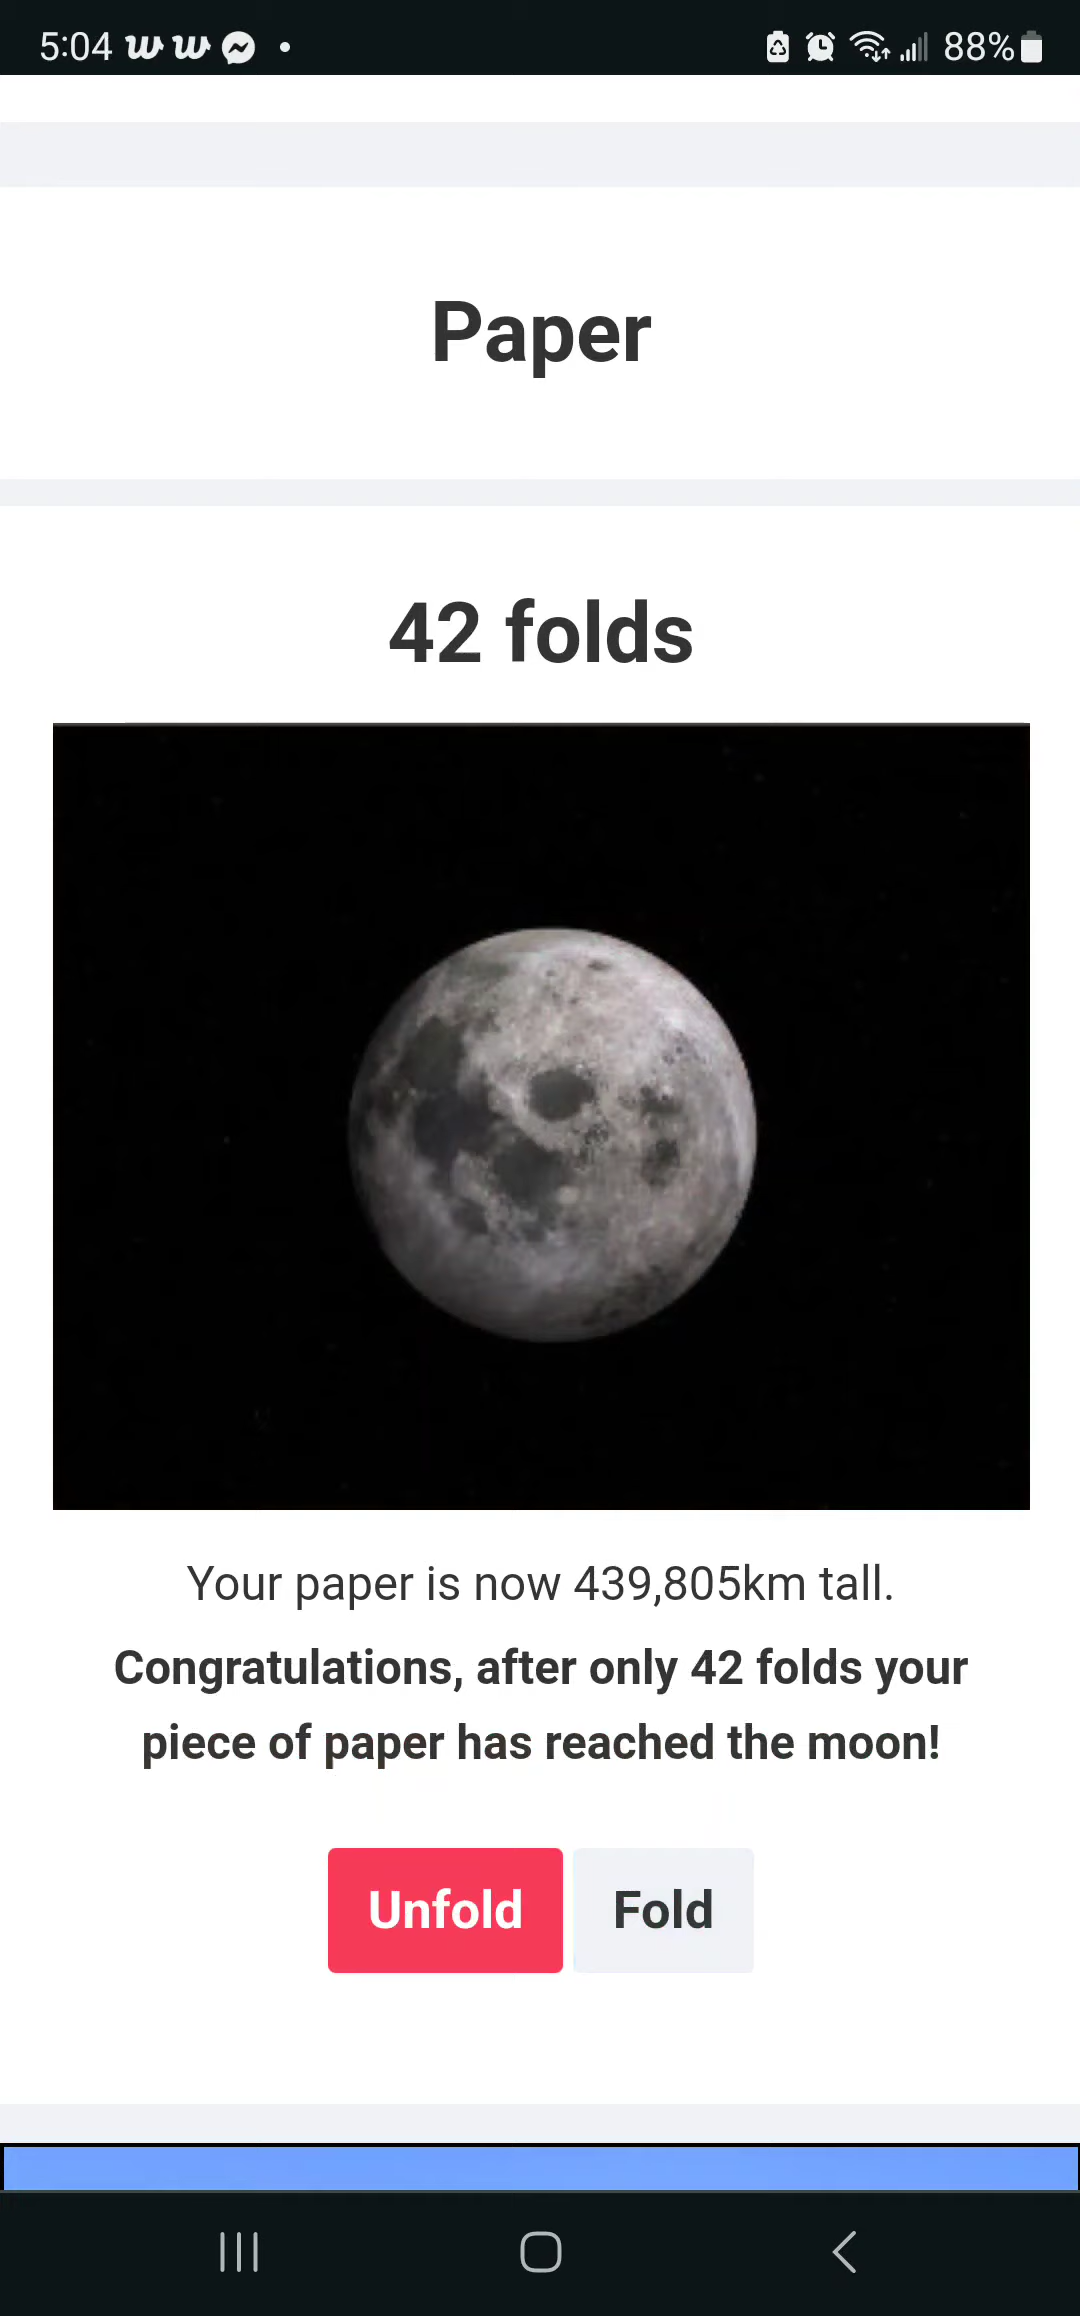 5:04
88%
Paper
42 folds
Your paper is now 439,805km tall.
Congratulations, after only 42 folds your
piece of paper has reached the moon!
Unfold Fold